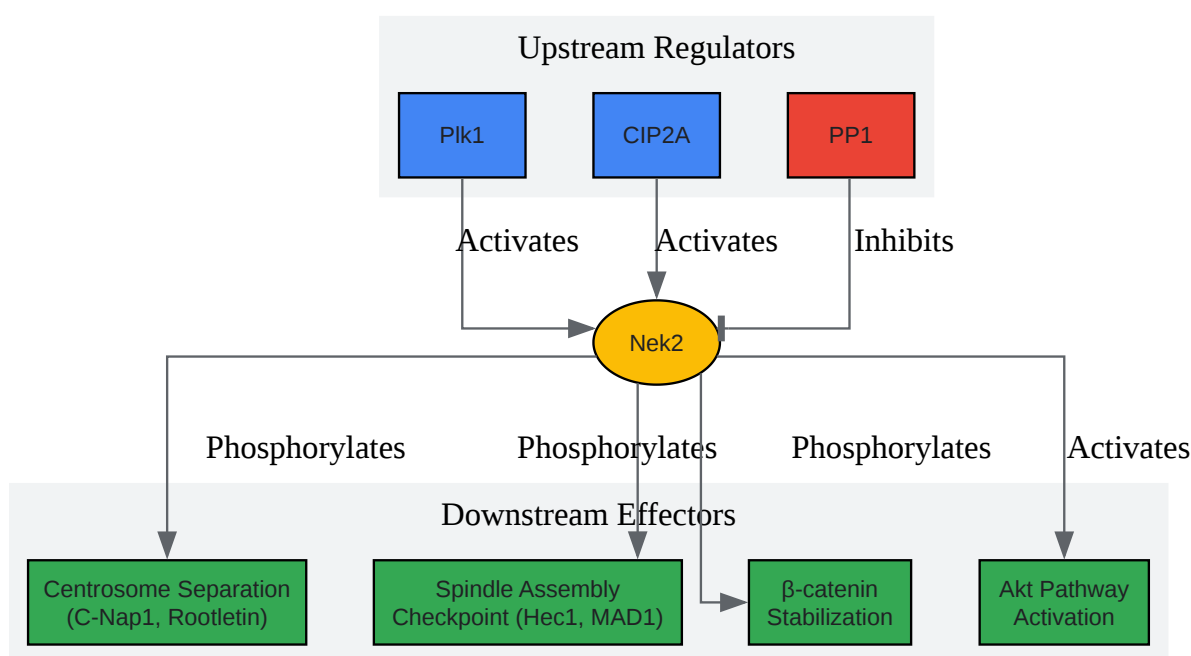 Upstream Regulators
Plk1
CIP2A
PP1
Activates
Activates
Inhibits
Nek2
Phosphorylates
Phosphorylates
Phosphorylates
Activates
Downstream Effectors
Centrosome Separation
(C-Nap1, Rootletin)
Spindle Assembly
Checkpoint (Hec1, MAD1)
β-catenin
Stabilization
Akt Pathway
Activation